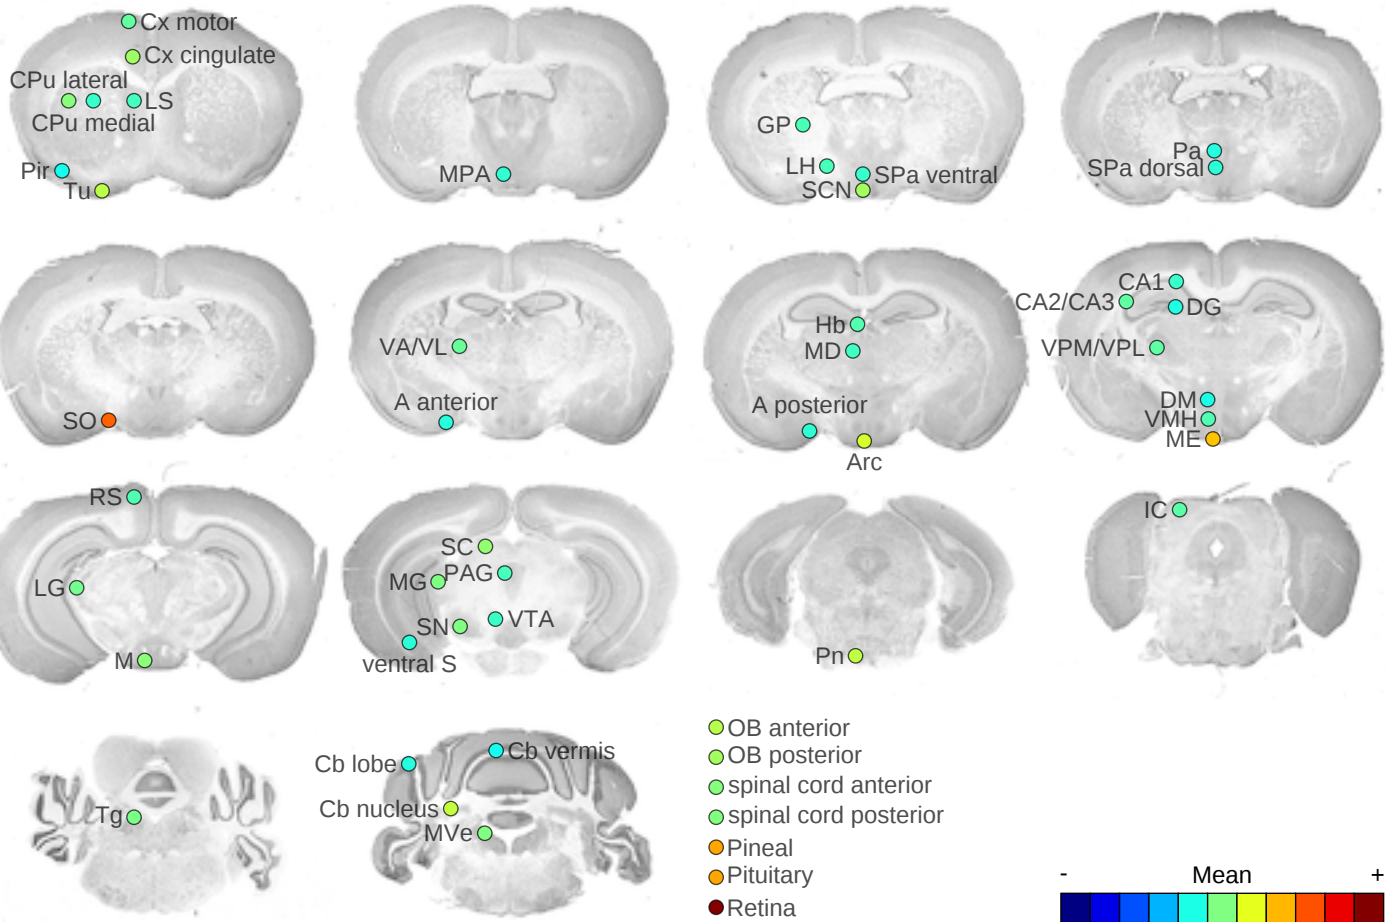 Cx motor
Cx cingulate
CPu lateral
LS
CPu medial
Pir
Tu
MPA
GP
LH
SPa ventral
SCN
Pa
SPa dorsal
SO
VA/VL
A anterior
Hb
MD
A posterior
Arc
CA1
CA2/CA3
DG
VPM/VPL
DM
VMH
ME
RS
LG
M
SC
PAG
MG
SN
VTA
ventral S
Pn
IC
Tg
Cb lobe
Cb vermis
Cb nucleus
MVe
OB anterior
OB posterior
spinal cord anterior
spinal cord posterior
Pineal
Pituitary
Retina
- Mean +